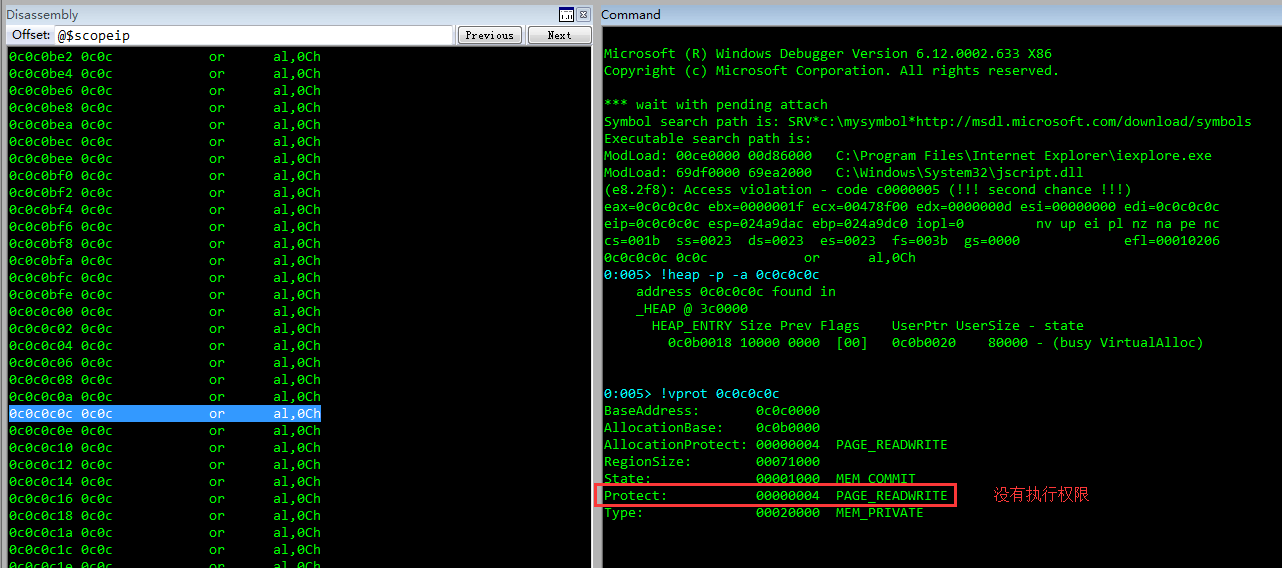 Disassembly
Offset: @$scopeip Previous Next
0c0c0be2 0c0c or al,0Ch
0c0c0be4 0c0c or al,0Ch
0c0c0be6 0c0c or al,0Ch
0c0c0be8 0c0c or al,0Ch
0c0c0bea 0c0c or al,0Ch
0c0c0bec 0c0c or al,0Ch
0c0c0bee 0c0c or al,0Ch
0c0c0bf0 0c0c or al,0Ch
0c0c0bf2 0c0c or al,0Ch
0c0c0bf4 0c0c or al,0Ch
0c0c0bf6 0c0c or al,0Ch
0c0c0bf8 0c0c or al,0Ch
0c0c0bfa 0c0c or al,0Ch
0c0c0bfc 0c0c or al,0Ch
0c0c0bfe 0c0c or al,0Ch
0c0c0c00 0c0c or al,0Ch
0c0c0c02 0c0c or al,0Ch
0c0c0c04 0c0c or al,0Ch
0c0c0c06 0c0c or al,0Ch
0c0c0c08 0c0c or al,0Ch
0c0c0c0a 0c0c or al,0Ch
0c0c0c0c 0c0c or al,0Ch
0c0c0c0e 0c0c or al,0Ch
0c0c0c10 0c0c or al,0Ch
0c0c0c12 0c0c or al,0Ch
0c0c0c14 0c0c or al,0Ch
0c0c0c16 0c0c or al,0Ch
0c0c0c18 0c0c or al,0Ch
0c0c0c1a 0c0c or al,0Ch
0c0c0c1c 0c0c or al,0Ch
0c0c0c1e 0c0c or al,0Ch
Command
Microsoft (R) Windows Debugger Version 6.12.0002.633 X86
Copyright (c) Microsoft Corporation. All rights reserved.
*** wait with pending attach
Symbol search path is: SRV*c:\mysymbol*http://msdl.microsoft.com/download/symbols
Executable search path is:
ModLoad: 00ce0000 00d86000 C:\Program Files\Internet Explorer\iexplore.exe
ModLoad: 69df0000 69ea2000 C:\Windows\System32\jscript.dll
(e8.2f8): Access violation - code c0000005 (!!! second chance !!!)
eax=0c0c0c0c ebx=0000001f ecx=00478f00 edx=0000000d esi=00000000 edi=0c0c0c0c
eip=0c0c0c0c esp=024a9dac ebp=024a9dc0 iopl=0 nv up ei pl nz na pe nc
cs=001b ss=0023 ds=0023 es=0023 fs=003b gs=0000 efl=00010206
0c0c0c0c 0c0c or al,0Ch
0:005> !heap -p -a 0c0c0c0c
address 0c0c0c0c found in
_HEAP @ 3c0000
HEAP_ENTRY Size Prev Flags UserPtr UserSize - state
0c0b0018 10000 0000 [00] 0c0b0020 80000 - (busy VirtualAlloc)
0:005> !vprot 0c0c0c0c
BaseAddress: 0c0c0000
AllocationBase: 0c0b0000
AllocationProtect: 00000004 PAGE_READWRITE
RegionSize: 00071000
State: 00001000 MEM_COMMIT
Protect: 00000004 PAGE_READWRITE 没有执行权限
Type: 00020000 MEM_PRIVATE